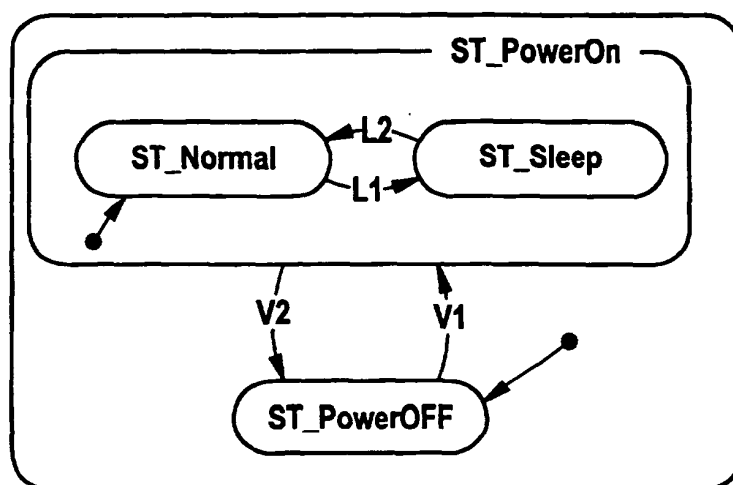 ST_PowerOn
L2
ST_Normal
ST_Sleep
L1
V2
V1
ST_PowerOFF